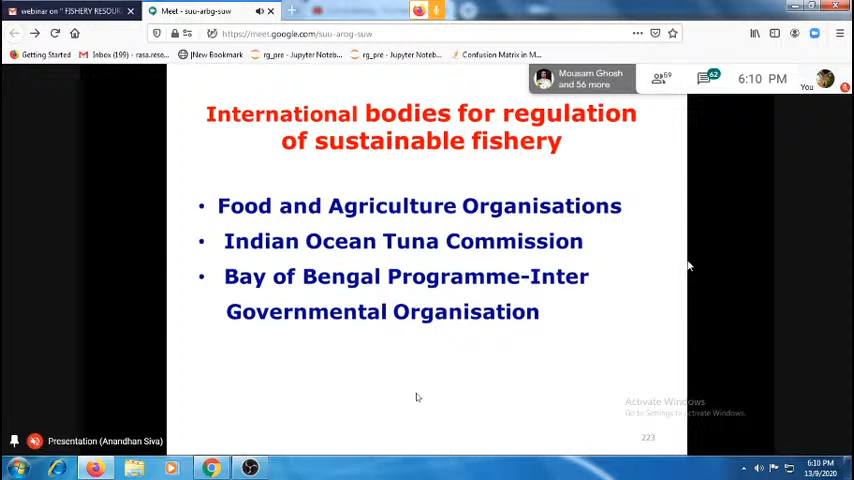 webinar on " FISHERY RESOUR
Meet - suu-arbg-suw
https://meet.google.com/suu-arog-suw
Getting Started
Inbox (199) - rasa.rese...
|New Bookmark
rg_pre - Jupyter Noteb...
rg_pre - Jupyter Noteb...
Confusion Matrix in M...
Mousam Ghosh
and 56 more
59
62
6:10 PM
You
International bodies for regulation
of sustainable fishery
• Food and Agriculture Organisations
• Indian Ocean Tuna Commission
• Bay of Bengal Programme-Inter
Governmental Organisation
Activate Windows
Go to Settings to activate Windows.
223
Presentation (Anandhan Siva)
6:10 PM
13/9/2020